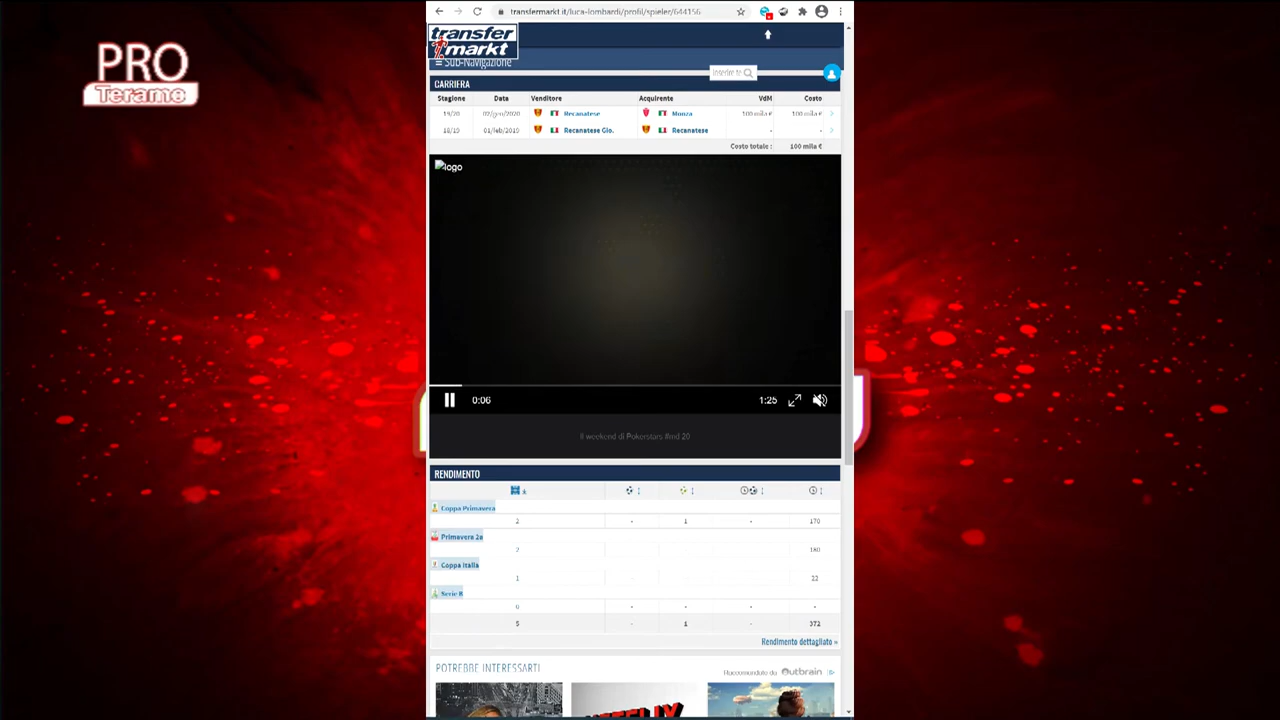 transfermarkt.it/luca-lombardi/profil/spieler/644156
PRO
Teramo
transfer
markt
Sub-Navigazione
Inserire te
CARRIERA
Stagione Data Venditore Acquirente VdM Costo
19/20 02/gen/2020 Recanatese Monza 100 mila € 100 mila €
18/19 01/feb/2019 Recanatese Gio. Recanatese - -
Costo totale : 100 mila €
logo
0:06 1:25
Il weekend di Pokerstars #md 20
RENDIMENTO
Coppa Primavera
2 - 1 - 170
Primavera 2a
2 180
Coppa Italia
1 22
Serie B
0 - - - -
5 - 1 - 372
Rendimento dettagliato »
POTREBBE INTERESSARTI
Raccomandato da Outbrain
NETFLIX